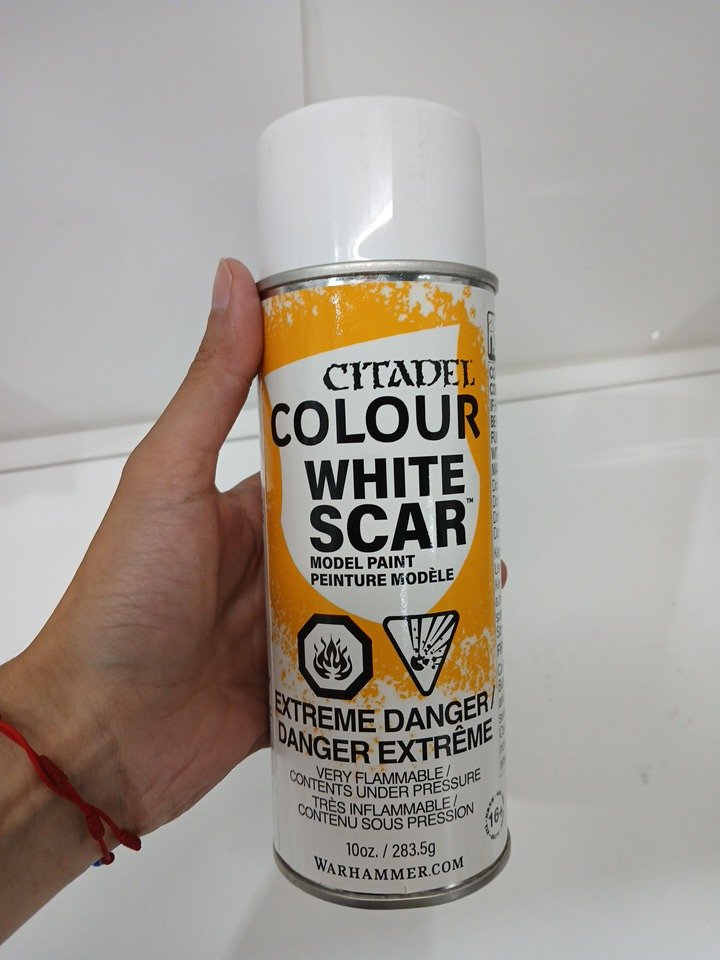 CITADEL
COLOUR
WHITE
SCAR™
MODEL PAINT
PEINTURE MODÈLE
EXTREME DANGER /
DANGER EXTRÊME
VERY FLAMMABLE /
CONTENTS UNDER PRESSURE
TRÈS INFLAMMABLE /
CONTENU SOUS PRESSION
10oz. / 283.5g
WARHAMMER.COM
16+